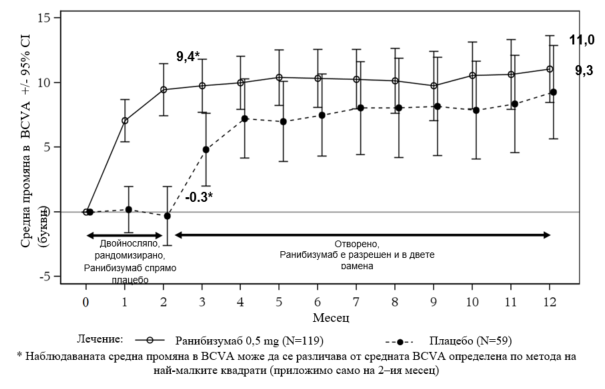 15
11,0
9,4*
9,3
10
5
-0.3*
0
-5
Средна промяна в BCVA +/- 95% CI
(букви)
Двойносляпо,
рандомизирано,
Ранибизумаб спрямо
плацебо
Отворено,
Ранибизумаб е разрешен и в двете
рамена
0 1 2 3 4 5 6 7 8 9 10 11 12
Месец
Лечение: Ранибизумаб 0,5 mg (N=119) Плацебо (N=59)
* Наблюдаваната средна промяна в BCVA може да се различава от средната BCVA определена по метода на
най-малките квадрати (приложимо само на 2–ия месец)